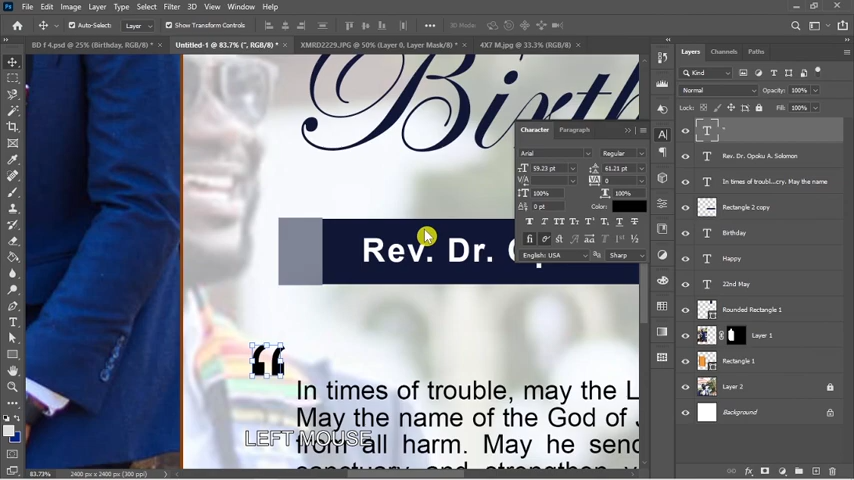 File Edit Image Layer Type Select Filter 3D View Window Help
Auto-Select: Layer Show Transform Controls 3D Mode:
BD f 4.psd @ 25% (Birthday, RGB/8) * × Untitled-1 @ 83.7% (“, RGB/8) * × XMRD2229.JPG @ 50% (Layer 0, Layer Mask/8) * × 4X7 M.jpg @ 33.3% (RGB/8) ×
Birth
Rev. Dr. Op
“
In times of trouble, may the L
May the name of the God of J
from all harm. May he send
sanctuary and strengthen y
LEFT MOUSE
Character Paragraph
Arial Regular
59.23 pt 61.21 pt
0
100% 100%
0 pt Color:
English: USA Sharp
Layers Channels Paths
Kind
Normal Opacity: 100%
Lock: Fill: 100%
“
Rev. Dr. Opoku A. Solomon
In times of troubl...cry. May the name
Rectangle 2 copy
Birthday
Happy
22nd May
Rounded Rectangle 1
Layer 1
Rectangle 1
Layer 2
Background
83.73% 2400 px x 2400 px (300 ppi)